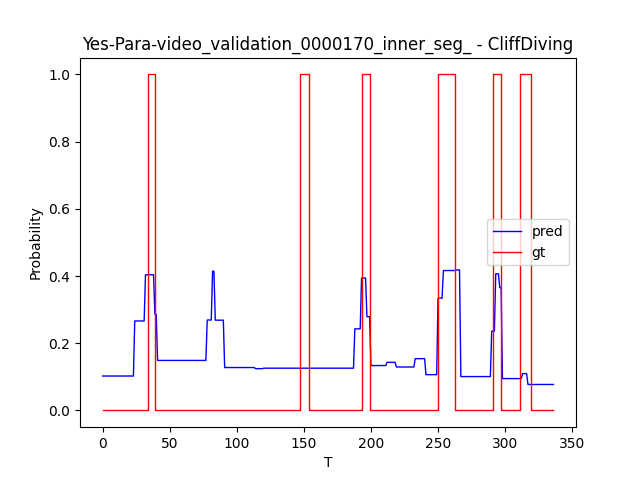 Yes-Para-video_validation_0000170_inner_seg_ - CliffDiving
1.0
0.8
0.6
0.4
0.2
0.0
Probability
pred
gt
0 50 100 150 200 250 300 350
T